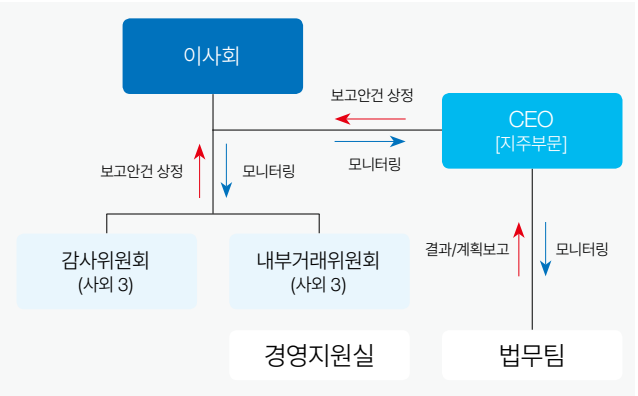 이사회
보고안건 상정
CEO
[지주부문]
모니터링
보고안건 상정
모니터링
감사위원회
(사외 3)
내부거래위원회
(사외 3)
결과/계획보고
모니터링
경영지원실
법무팀